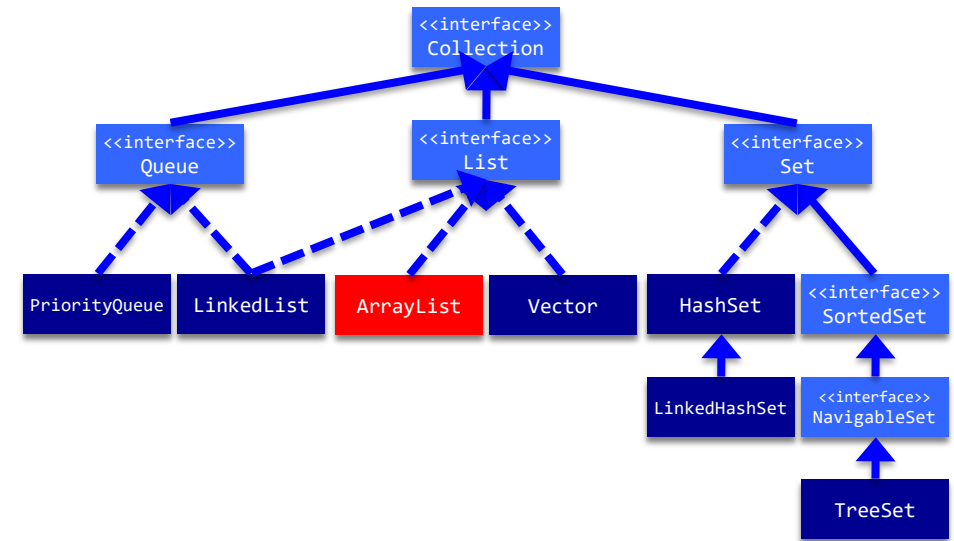 <<interface>>
Collection
<<interface>>
Queue
<<interface>>
List
<<interface>>
Set
PriorityQueue
LinkedList
ArrayList
Vector
HashSet
<<interface>>
SortedSet
LinkedHashSet
<<interface>>
NavigableSet
TreeSet